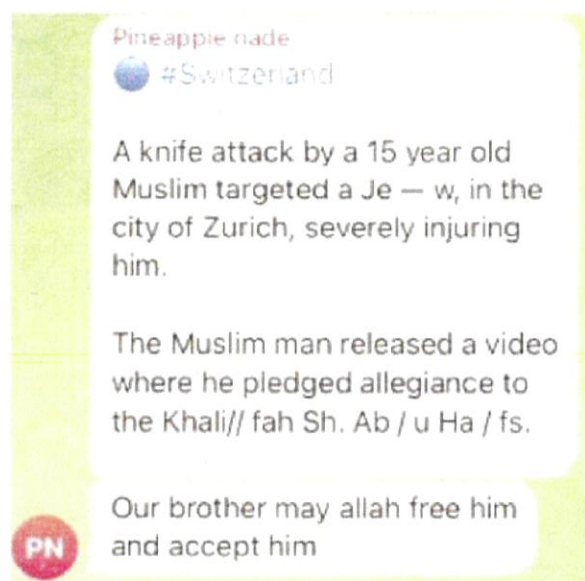 Pineapple nade
#Switzerland
A knife attack by a 15 year old
Muslim targeted a Je — w, in the
city of Zurich, severely injuring
him.
The Muslim man released a video
where he pledged allegiance to
the Khali// fah Sh. Ab / u Ha / fs.
Our brother may allah free him
and accept him
PN